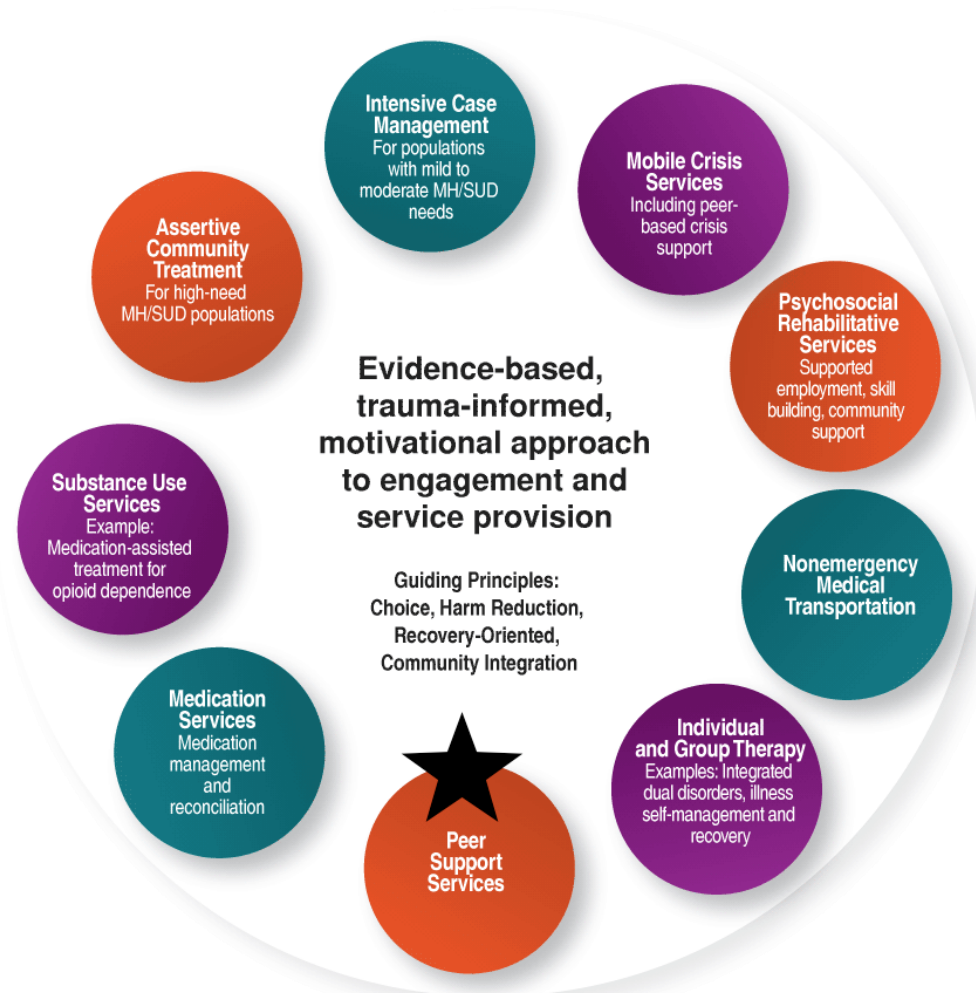 Intensive Case
Management
For populations
with mild to
moderate MH/SUD
needs
Mobile Crisis
Services
Including peer-
based crisis
support
Assertive
Community
Treatment
For high-need
MH/SUD populations
Psychosocial
Rehabilitative
Services
Supported
employment, skill
building, community
support
Evidence-based,
trauma-informed,
motivational approach
to engagement and
service provision
Substance Use
Services
Example:
Medication-assisted
treatment for
opioid dependence
Nonemergency
Medical
Transportation
Guiding Principles:
Choice, Harm Reduction,
Recovery-Oriented,
Community Integration
Medication
Services
Medication
management
and
reconciliation
Individual
and Group Therapy
Examples: Integrated
dual disorders, illness
self-management and
recovery
Peer
Support
Services